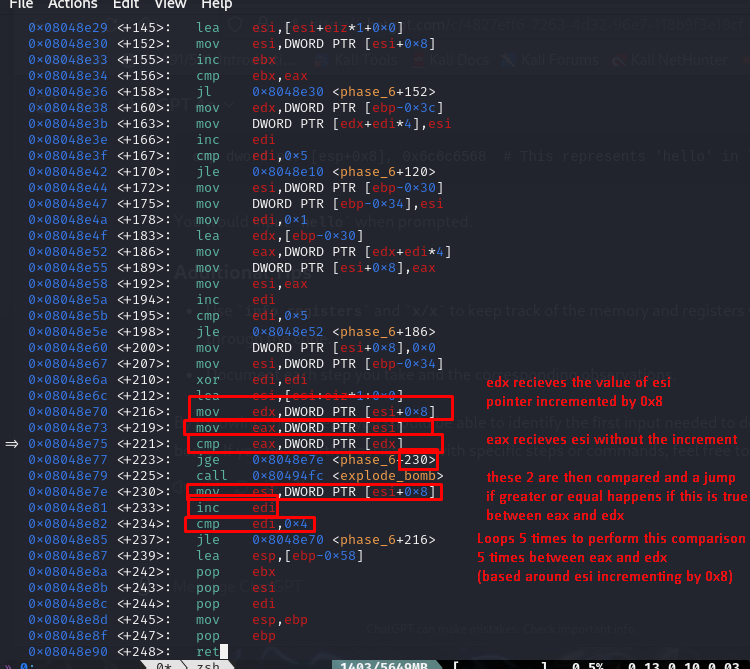 File Actions Edit View Help
0×08048e29 <+145>: lea esi,[esi+eiz*1+0×0]
0×08048e30 <+152>: mov esi,DWORD PTR [esi+0×8]
0×08048e33 <+155>: inc ebx
0×08048e34 <+156>: cmp ebx,eax
0×08048e36 <+158>: jl 0×8048e30 <phase_6+152>
0×08048e38 <+160>: mov edx,DWORD PTR [ebp-0×3c]
0×08048e3b <+163>: mov DWORD PTR [edx+edi*4],esi
0×08048e3e <+166>: inc edi
0×08048e3f <+167>: cmp edi,0×5
0×08048e42 <+170>: jle 0×8048e10 <phase_6+120>
0×08048e44 <+172>: mov esi,DWORD PTR [ebp-0×30]
0×08048e47 <+175>: mov DWORD PTR [ebp-0×34],esi
0×08048e4a <+178>: mov edi,0×1
0×08048e4f <+183>: lea edx,[ebp-0×30]
0×08048e52 <+186>: mov eax,DWORD PTR [edx+edi*4]
0×08048e55 <+189>: mov DWORD PTR [esi+0×8],eax
0×08048e58 <+192>: mov esi,eax
0×08048e5a <+194>: inc edi
0×08048e5b <+195>: cmp edi,0×5
0×08048e5e <+198>: jle 0×8048e52 <phase_6+186>
0×08048e60 <+200>: mov DWORD PTR [esi+0×8],0×0
0×08048e67 <+207>: mov esi,DWORD PTR [ebp-0×34]
0×08048e6a <+210>: xor edi,edi
0×08048e6c <+212>: lea esi,[esi+eiz*1+0×0]
0×08048e70 <+216>: mov edx,DWORD PTR [esi+0×8]
0×08048e73 <+219>: mov eax,DWORD PTR [esi]
⇒ 0×08048e75 <+221>: cmp eax,DWORD PTR [edx]
0×08048e77 <+223>: jge 0×8048e7e <phase_6+230>
0×08048e79 <+225>: call 0×80494fc <explode_bomb>
0×08048e7e <+230>: mov esi,DWORD PTR [esi+0×8]
0×08048e81 <+233>: inc edi
0×08048e82 <+234>: cmp edi,0×4
0×08048e85 <+237>: jle 0×8048e70 <phase_6+216>
0×08048e87 <+239>: lea esp,[ebp-0×58]
0×08048e8a <+242>: pop ebx
0×08048e8b <+243>: pop esi
0×08048e8c <+244>: pop edi
0×08048e8d <+245>: mov esp,ebp
0×08048e8f <+247>: pop ebp
0×08048e90 <+248>: ret
edx recieves the value of esi
pointer incremented by 0x8
eax recieves esi without the increment
these 2 are then compared and a jump
if greater or equal happens if this is true
between eax and edx
Loops 5 times to perform this comparison
5 times between eax and edx
(based around esi incrementing by 0x8)
0* zsh 1403/5649MB